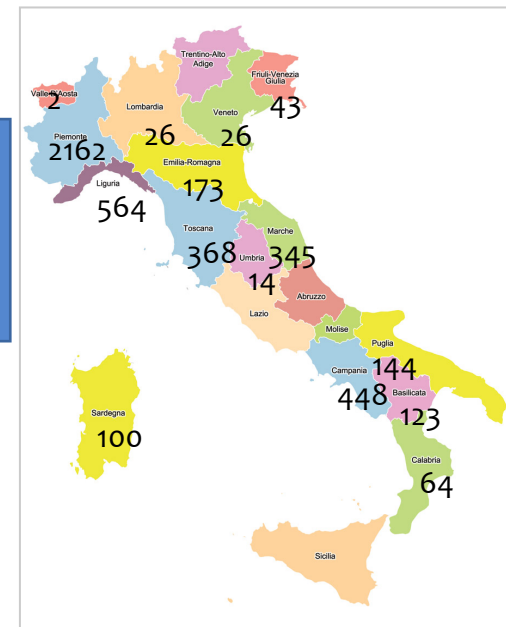 Trentino-Alto
Adige
Friuli-Venezia
Giulia
43
Valle D'Aosta
2
Lombardia
26
Veneto
26
Piemonte
2162
Emilia-Romagna
173
Liguria
564
Toscana
368
Marche
345
Umbria
14
Abruzzo
Lazio
Molise
Puglia
144
Campania
448
Basilicata
123
Sardegna
100
Calabria
64
Sicilia